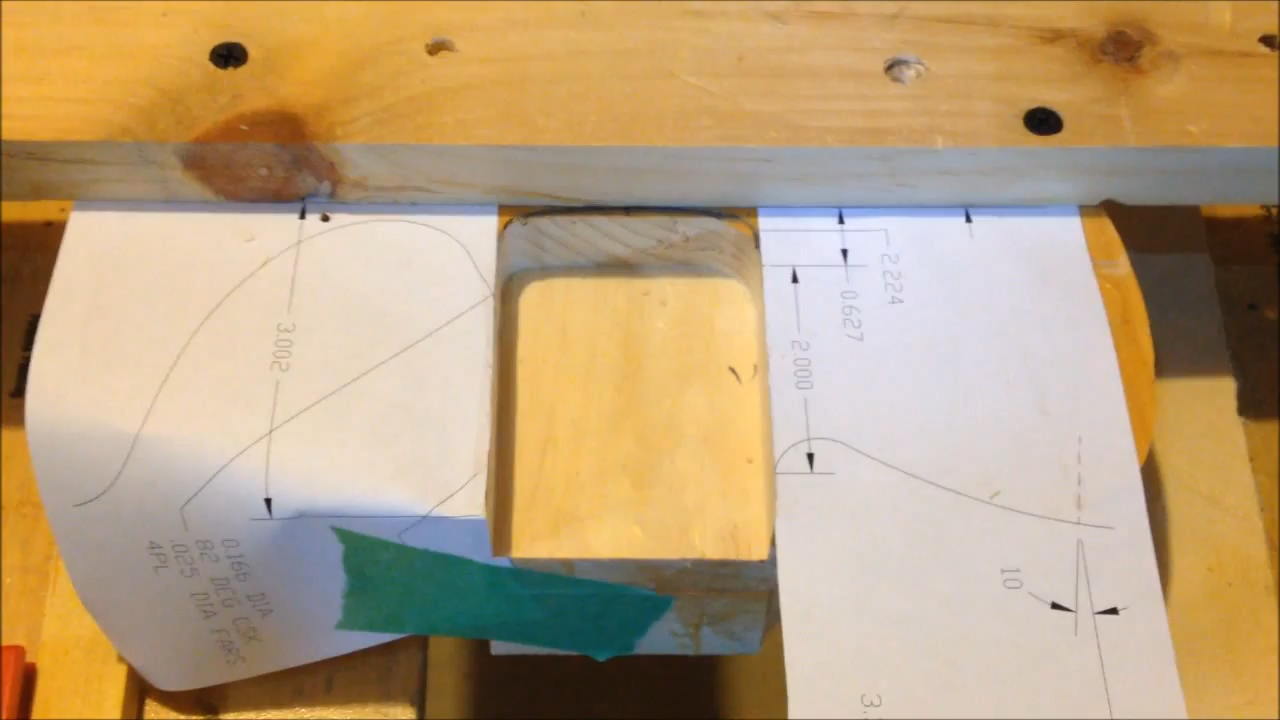 3.002
0.166 DIA
82 DEG CSK
.025 DIA FARS
4PL
2.224
0.627
2.000
10
3.